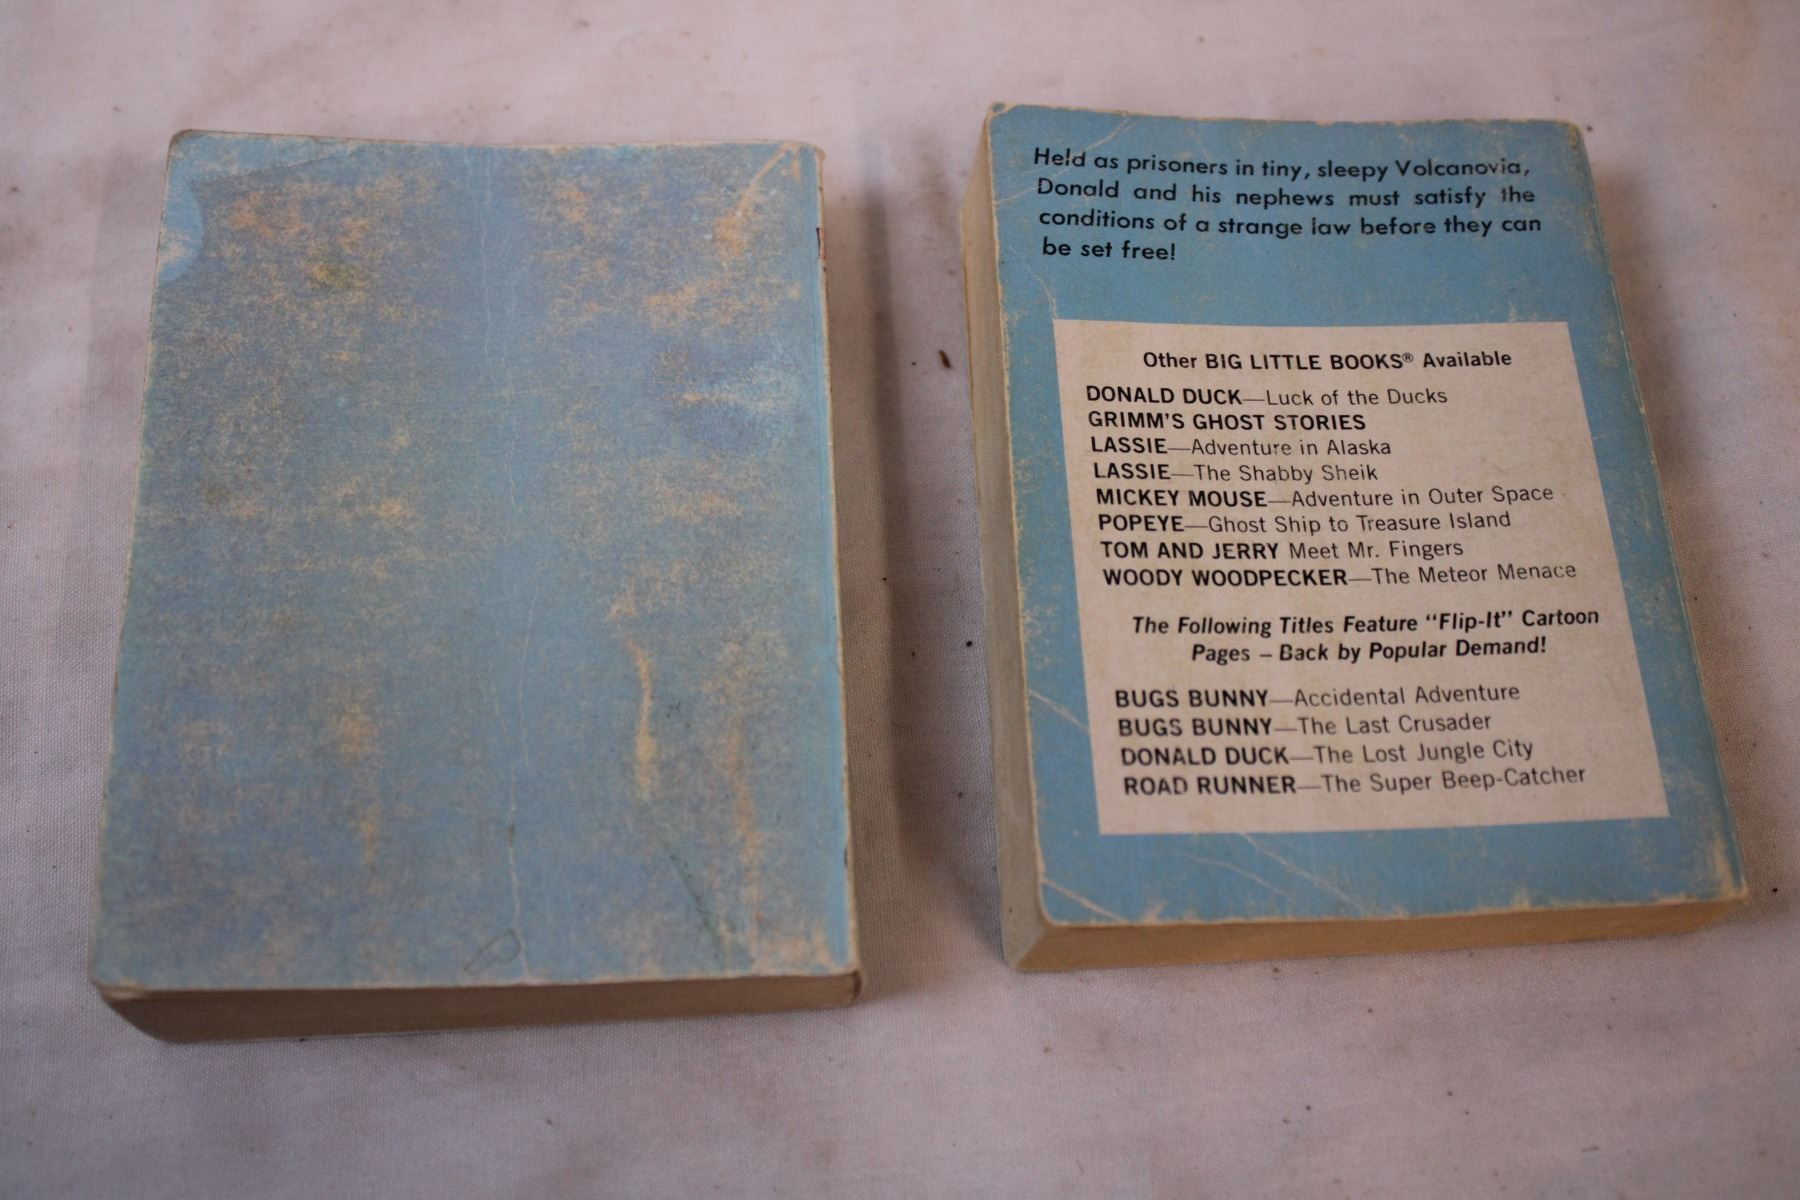 Held as prisoners in tiny, sleepy Volcanovia,
Donald and his nephews must satisfy the
conditions of a strange law before they can
be set free!
Other BIG LITTLE BOOKS® Available
DONALD DUCK—Luck of the Ducks
GRIMM'S GHOST STORIES
LASSIE—Adventure in Alaska
LASSIE—The Shabby Sheik
MICKEY MOUSE—Adventure in Outer Space
POPEYE—Ghost Ship to Treasure Island
TOM AND JERRY Meet Mr. Fingers
WOODY WOODPECKER—The Meteor Menace
The Following Titles Feature "Flip-It" Cartoon
Pages – Back by Popular Demand!
BUGS BUNNY—Accidental Adventure
BUGS BUNNY—The Last Crusader
DONALD DUCK—The Lost Jungle City
ROAD RUNNER—The Super Beep-Catcher